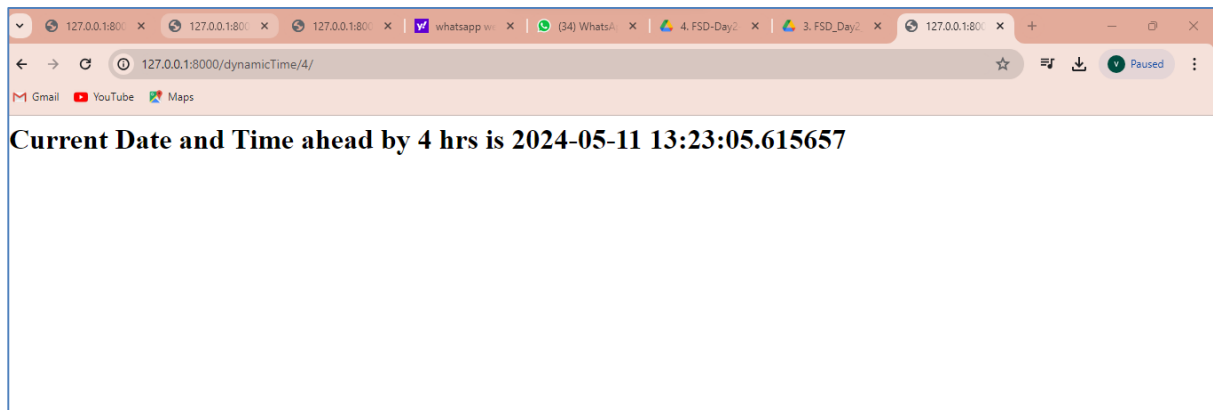 127.0.0.1:800 127.0.0.1:800 127.0.0.1:800 whatsapp we (34) WhatsA 4. FSD-Day2 3. FSD_Day2_ 127.0.0.1:800
127.0.0.1:8000/dynamicTime/4/ V Paused
Gmail YouTube Maps
Current Date and Time ahead by 4 hrs is 2024-05-11 13:23:05.615657